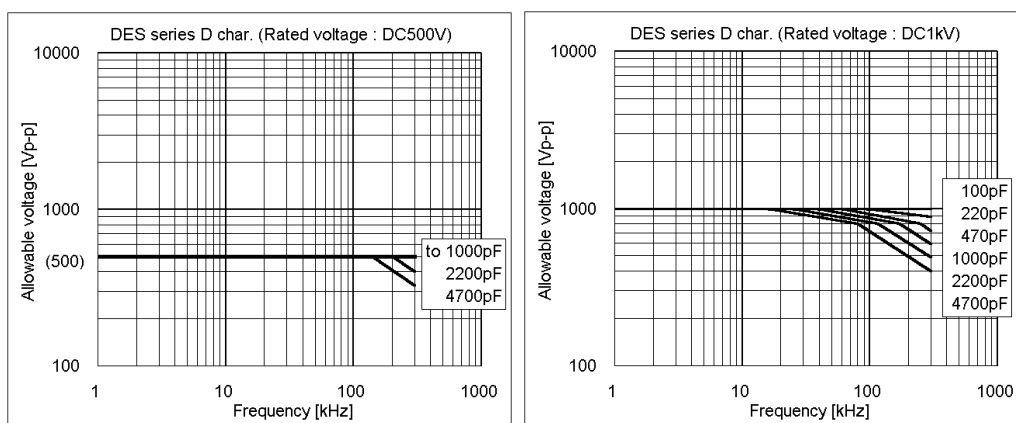 DES series D char. (Rated voltage : DC500V)
10000
1000
(500)
100
Allowable voltage [Vp-p]
to 1000pF
2200pF
4700pF
1
10
100
1000
Frequency [kHz]
DES series D char. (Rated voltage : DC1kV)
10000
1000
100
Allowable voltage [Vp-p]
100pF
220pF
470pF
1000pF
2200pF
4700pF
1
10
100
1000
Frequency [kHz]